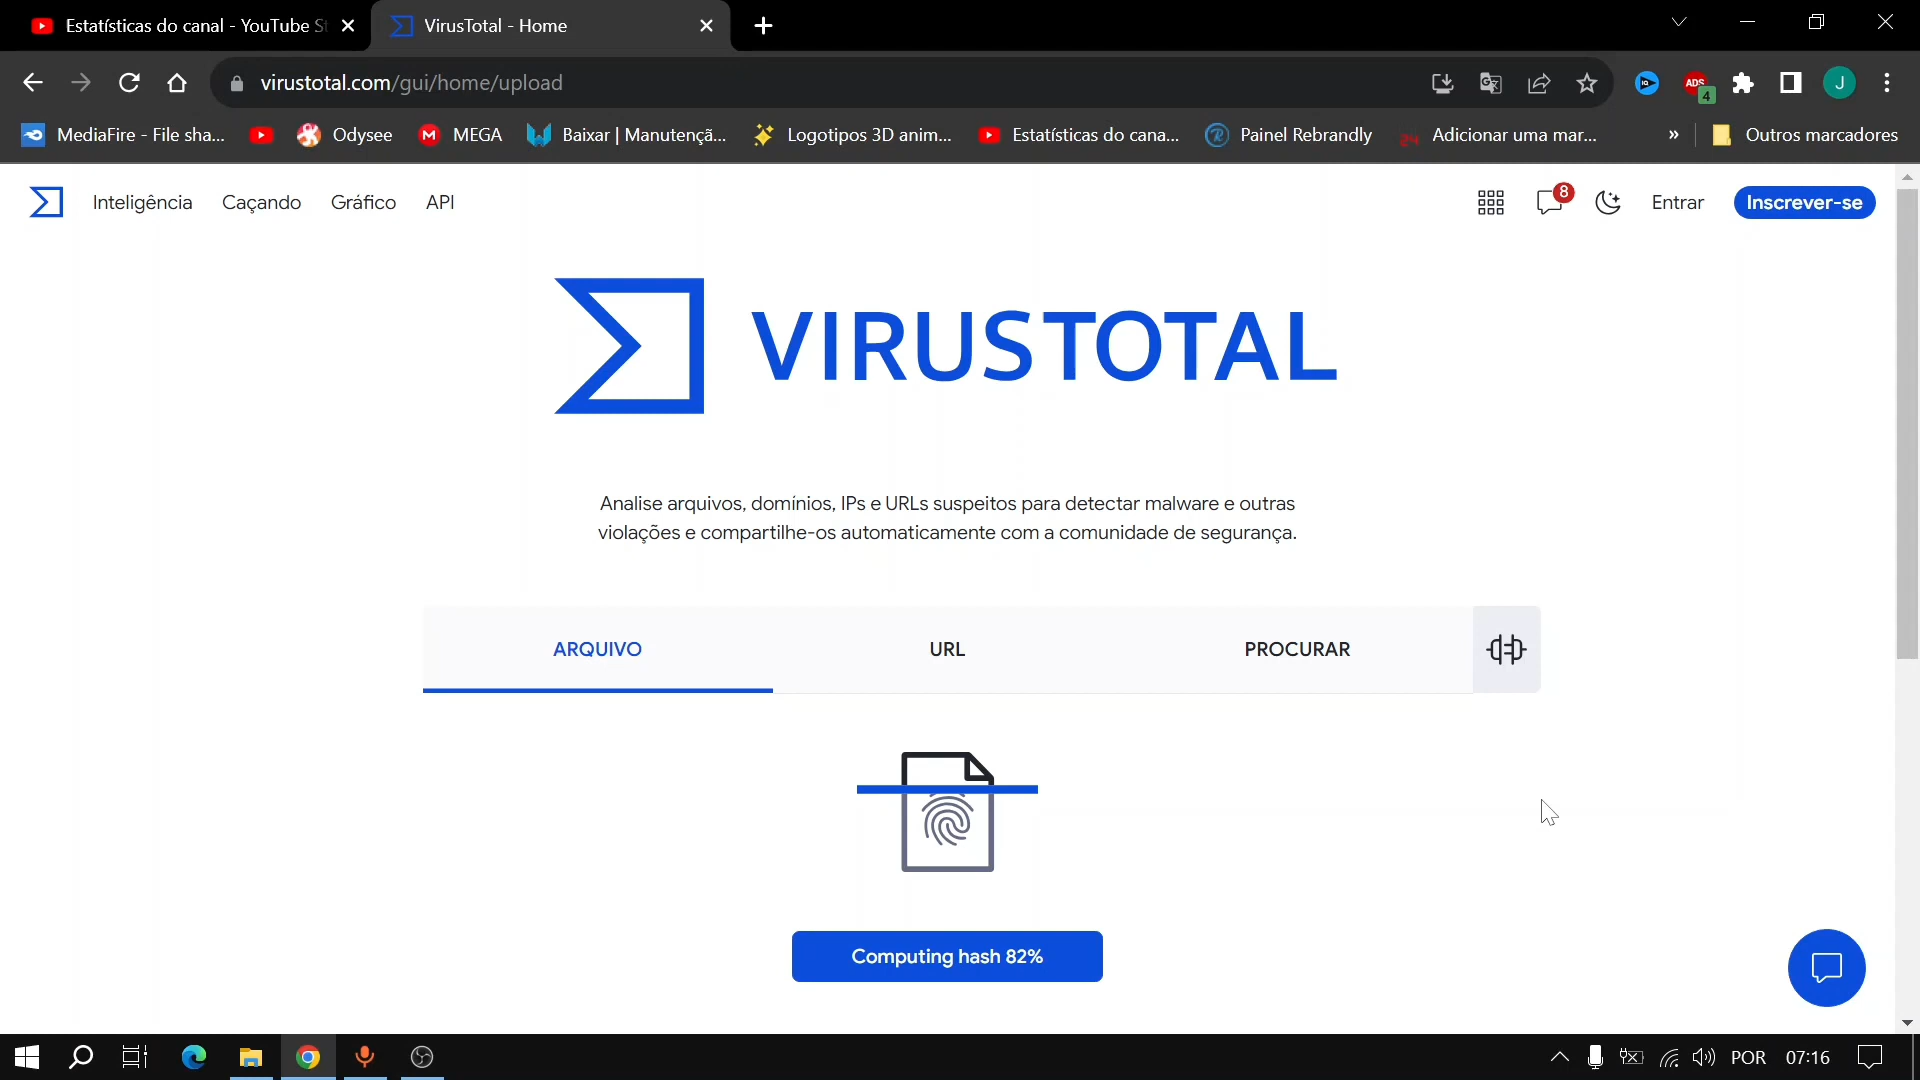 Estatísticas do canal - YouTube St
VirusTotal - Home
virustotal.com/gui/home/upload
ADS
4
J
MediaFire - File sha...
Odysee
MEGA
Baixar | Manutençã...
Logotipos 3D anim...
Estatísticas do cana...
Painel Rebrandly
Adicionar uma mar...
»
Outros marcadores
Inteligência
Caçando
Gráfico
API
8
Entrar
Inscrever-se
VIRUSTOTAL
Analise arquivos, domínios, IPs e URLs suspeitos para detectar malware e outras
violações e compartilhe-os automaticamente com a comunidade de segurança.
ARQUIVO
URL
PROCURAR
Computing hash 82%
POR
07:16